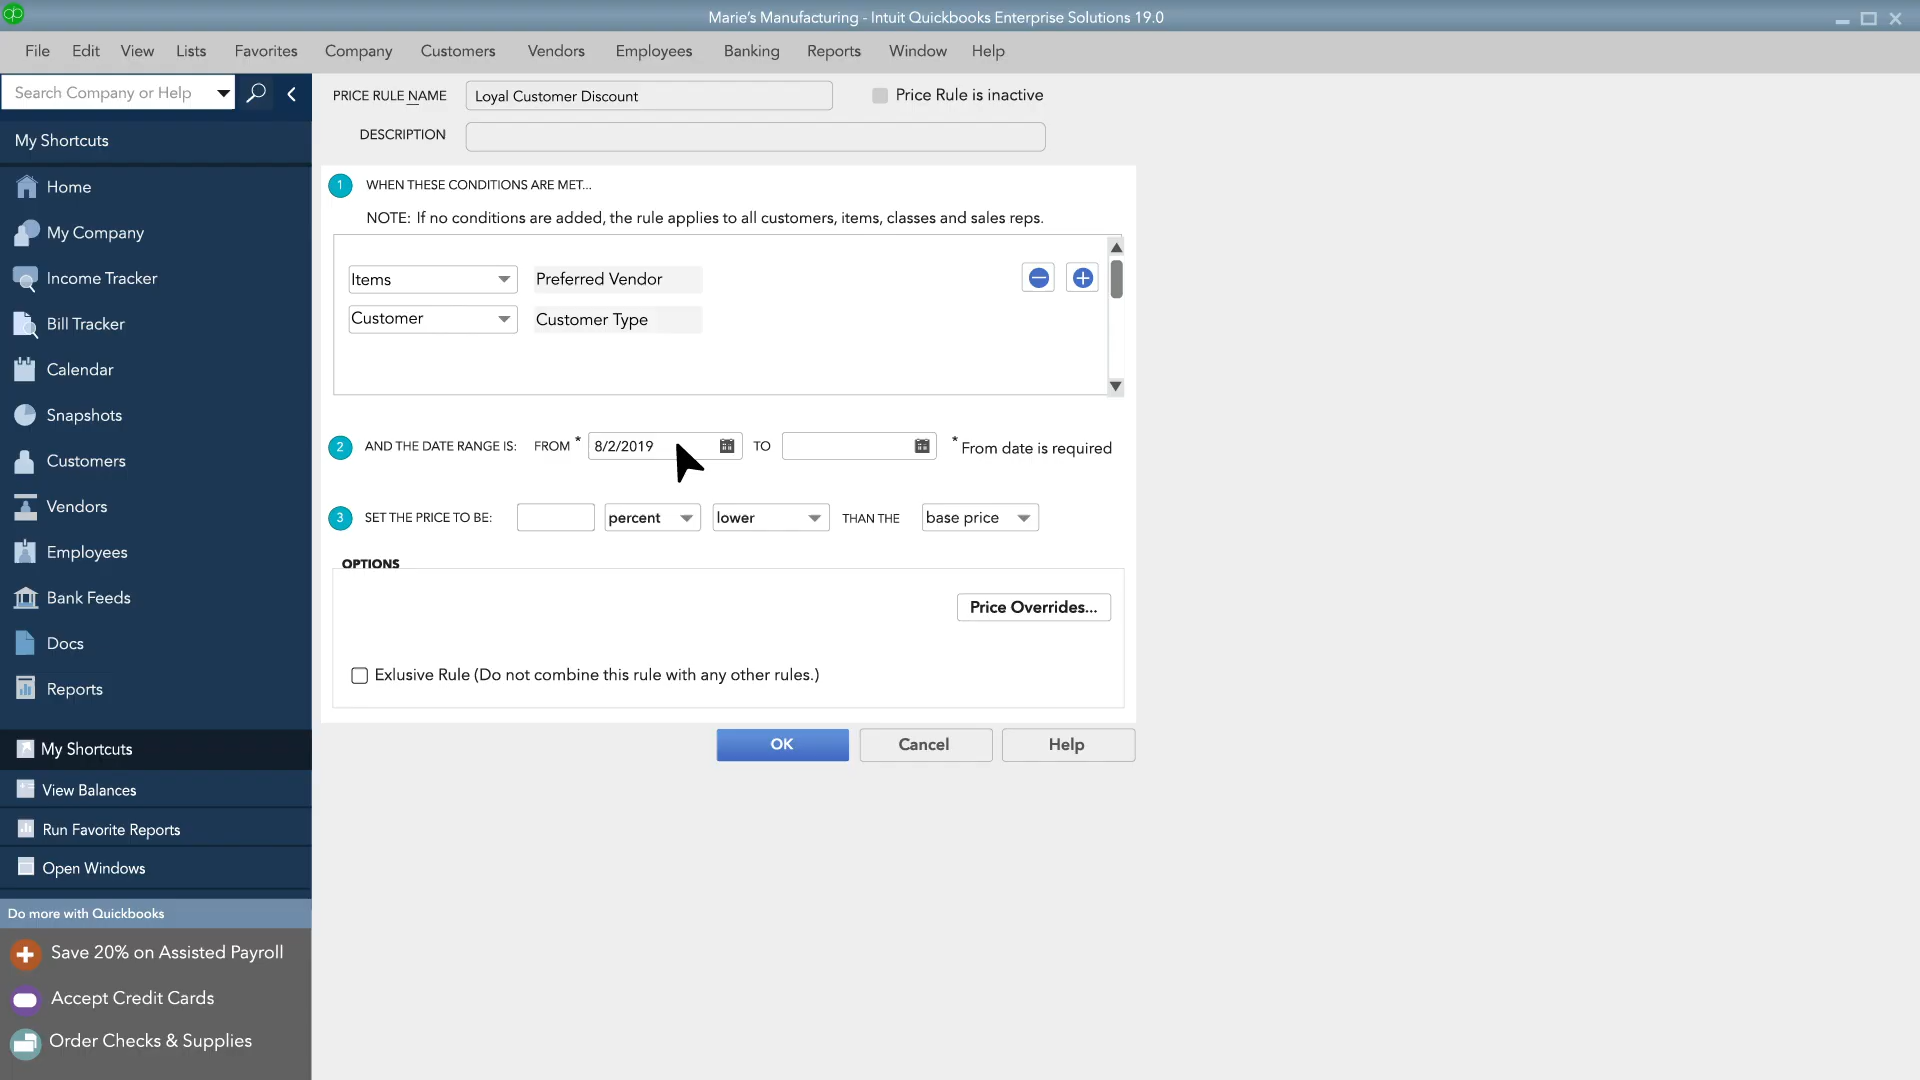 Marie's Manufacturing - Intuit Quickbooks Enterprise Solutions 19.0
File Edit View Lists Favorites Company Customers Vendors Employees Banking Reports Window Help
Search Company or Help
My Shortcuts
Home
My Company
Income Tracker
Bill Tracker
Calendar
Snapshots
Customers
Vendors
Employees
Bank Feeds
Docs
Reports
My Shortcuts
View Balances
Run Favorite Reports
Open Windows
Do more with Quickbooks
Save 20% on Assisted Payroll
Accept Credit Cards
Order Checks & Supplies
PRICE RULE NAME Loyal Customer Discount Price Rule is inactive
DESCRIPTION
1 WHEN THESE CONDITIONS ARE MET...
NOTE: If no conditions are added, the rule applies to all customers, items, classes and sales reps.
Items Preferred Vendor
Customer Customer Type
2 AND THE DATE RANGE IS: FROM * 8/2/2019 TO * From date is required
3 SET THE PRICE TO BE: percent lower THAN THE base price
OPTIONS
Price Overrides...
Exlusive Rule (Do not combine this rule with any other rules.)
OK Cancel Help